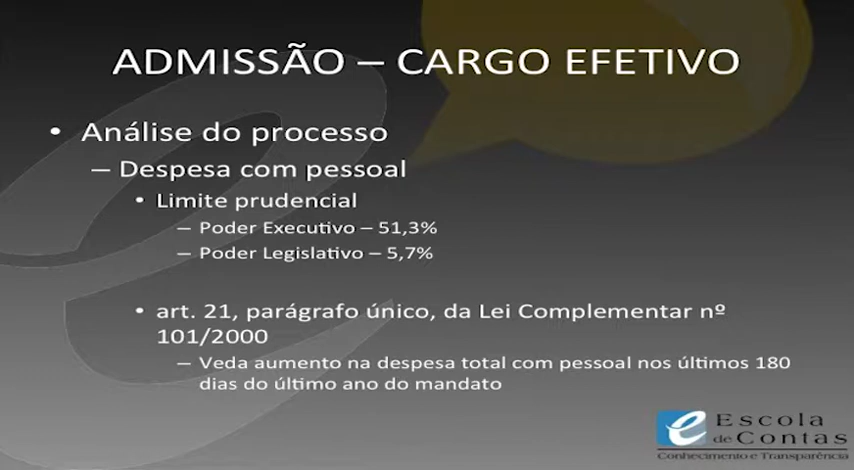 ADMISSÃO – CARGO EFETIVO
• Análise do processo
– Despesa com pessoal
• Limite prudencial
– Poder Executivo – 51,3%
– Poder Legislativo – 5,7%
• art. 21, parágrafo único, da Lei Complementar nº
101/2000
– Veda aumento na despesa total com pessoal nos últimos 180
dias do último ano do mandato
e Escola
de Contas
Conhecimento e Transparência